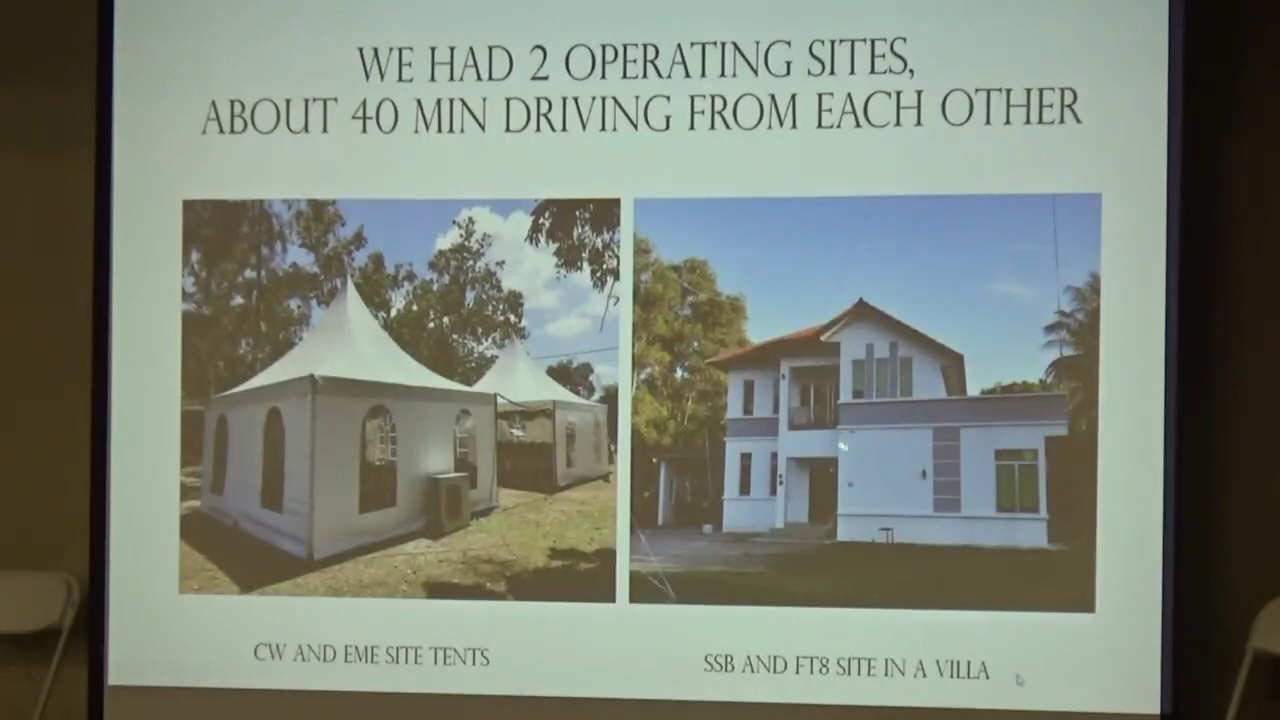 WE HAD 2 OPERATING SITES,
ABOUT 40 MIN DRIVING FROM EACH OTHER
CW AND EME SITE TENTS
SSB AND FT8 SITE IN A VILLA